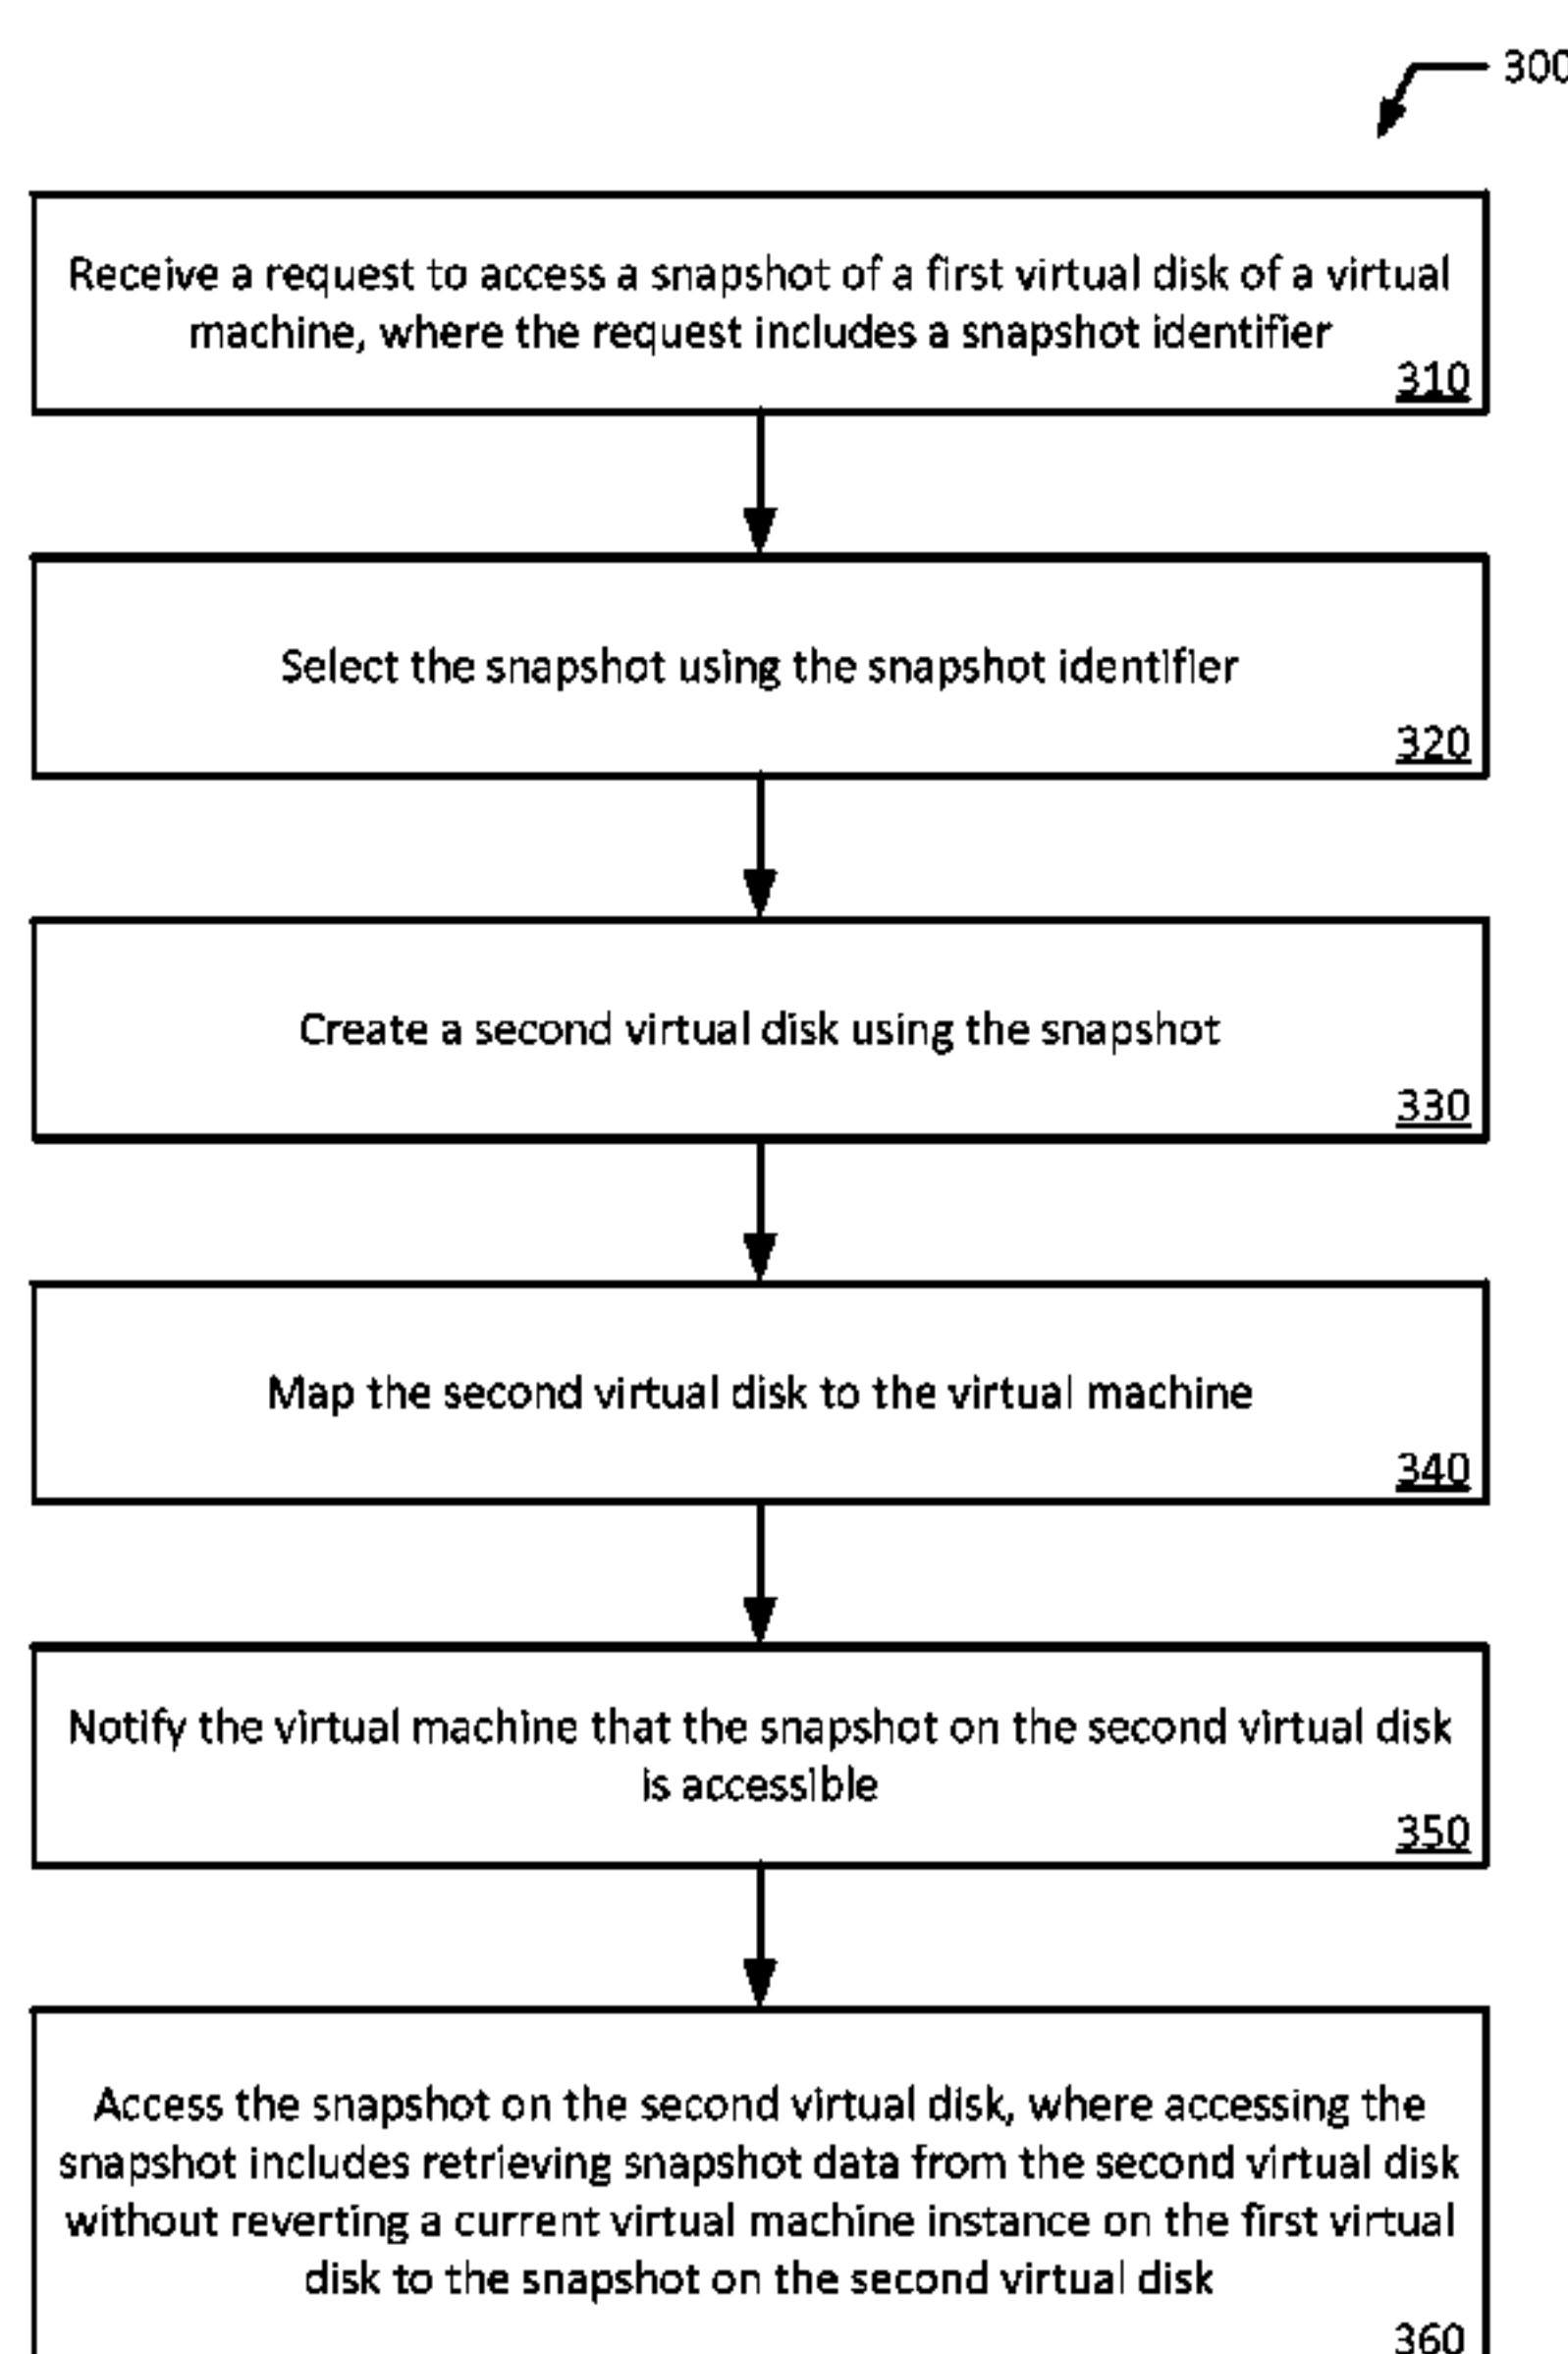 300
Receive a request to access a snapshot of a first virtual disk of a virtual
machine, where the request includes a snapshot identifier
310
Select the snapshot using the snapshot identifier
320
Create a second virtual disk using the snapshot
330
Map the second virtual disk to the virtual machine
340
Notify the virtual machine that the snapshot on the second virtual disk
is accessible
350
Access the snapshot on the second virtual disk, where accessing the
snapshot includes retrieving snapshot data from the second virtual disk
without reverting a current virtual machine instance on the first virtual
disk to the snapshot on the second virtual disk
360